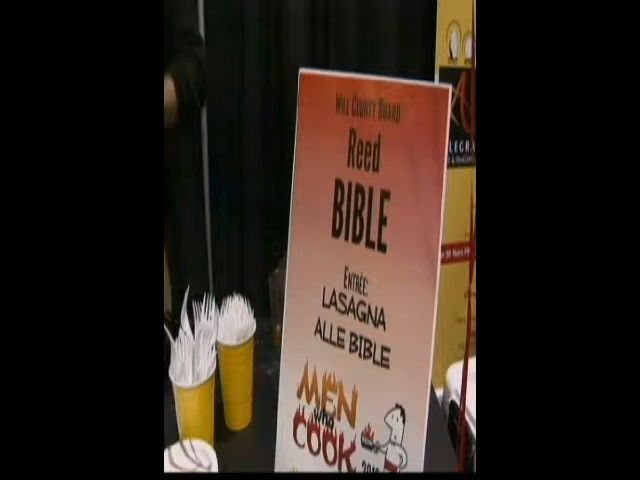 WILL COUNTY BOARD
Reed
BIBLE
ENTRÉE:
LASAGNA
ALLE BIBLE
MEN
who
COOK